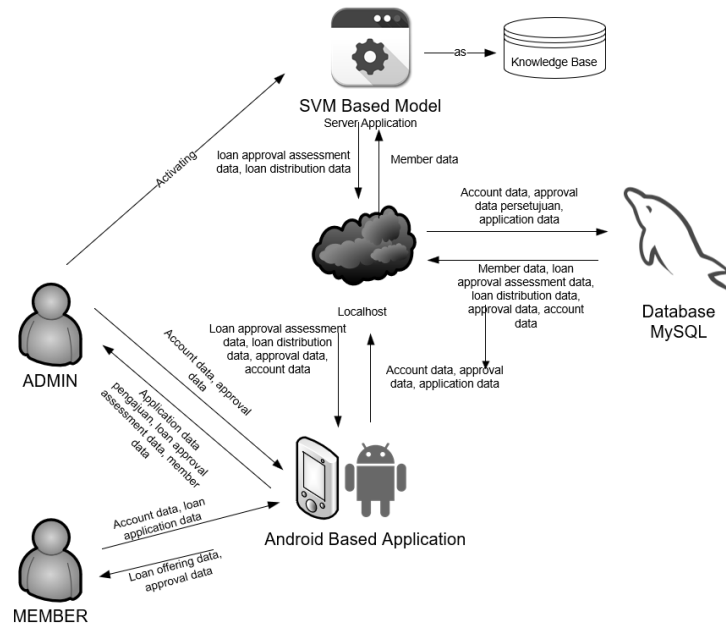 as
Knowledge Base
SVM Based Model
Server Application
Activating
loan approval assessment
data, loan distribution data
Member data
Account data, approval
data persetujuan,
application data
Member data, loan
approval assessment data,
loan distribution data,
approval data, account
data
Database
MySQL
Localhost
Loan approval assessment
data, loan distribution
data, approval data,
account data
Account data, approval
data, application data
ADMIN
Account data, approval
data
Application data
pengajuan, loan approval
assessment data, member
data
Android Based Application
Account data, loan
application data
Loan offering data,
approval data
MEMBER